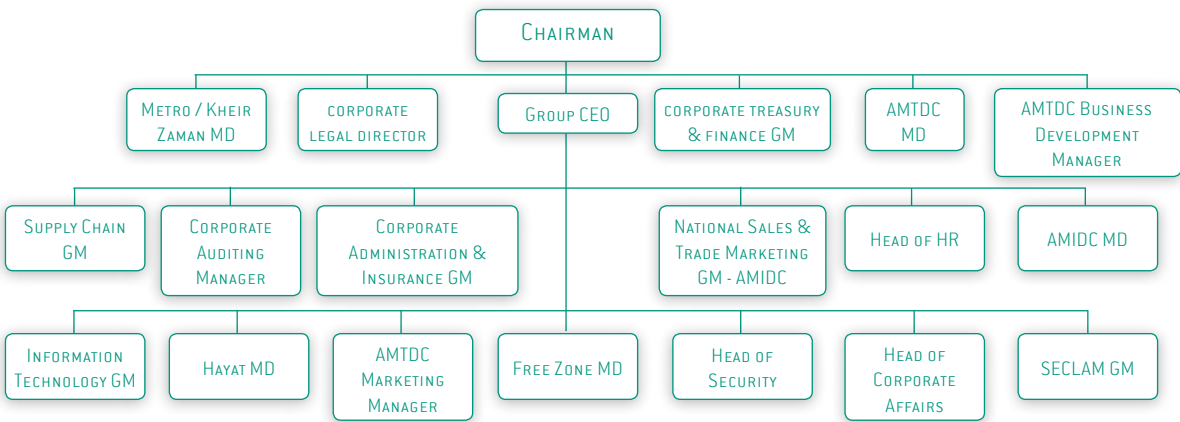 Chairman
Metro / Kheir
Zaman MD
corporate
legal director
Group CEO
corporate treasury
& finance GM
AMTDC
MD
AMTDC Business
Development
Manager
Supply Chain
GM
Corporate
Auditing
Manager
Corporate
Administration &
Insurance GM
National Sales &
Trade Marketing
GM - AMIDC
Head of HR
AMIDC MD
Information
Technology GM
Hayat MD
AMTDC
Marketing
Manager
Free Zone MD
Head of
Security
Head of
Corporate
Affairs
SECLAM GM